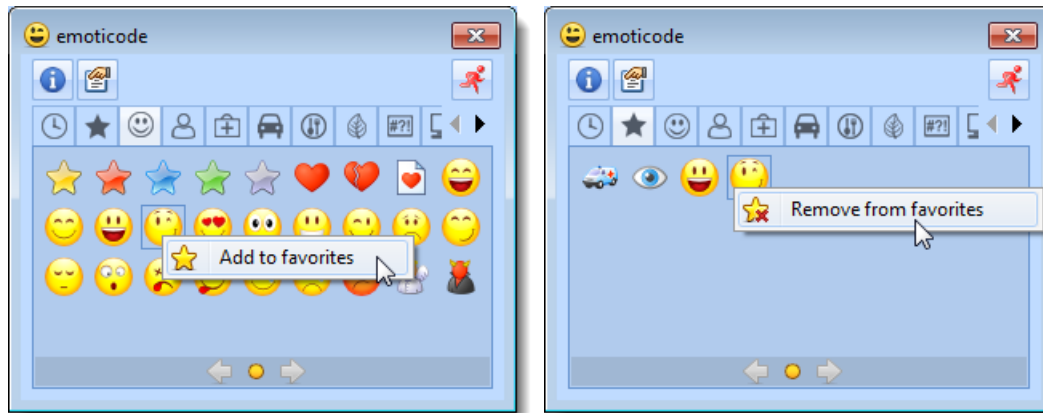 emoticode
#?!
Add to favorites
emoticode
#?!
Remove from favorites